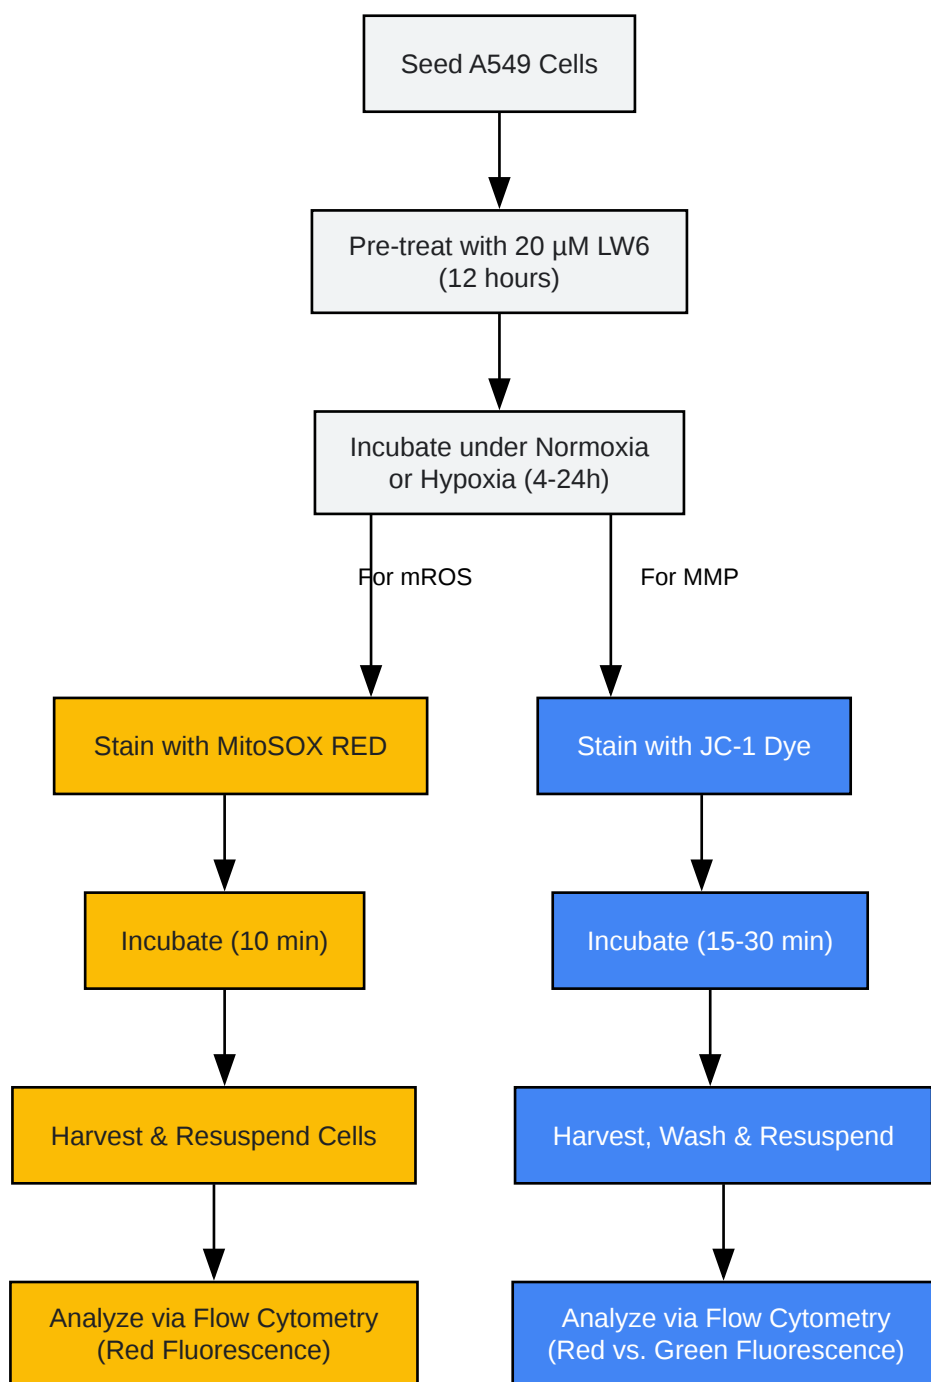 Seed A549 Cells
Pre-treat with 20 µM LW6
(12 hours)
Incubate under Normoxia
or Hypoxia (4-24h)
For mROS
For MMP
Stain with MitoSOX RED
Stain with JC-1 Dye
Incubate (10 min)
Incubate (15-30 min)
Harvest & Resuspend Cells
Harvest, Wash & Resuspend
Analyze via Flow Cytometry
(Red Fluorescence)
Analyze via Flow Cytometry
(Red vs. Green Fluorescence)